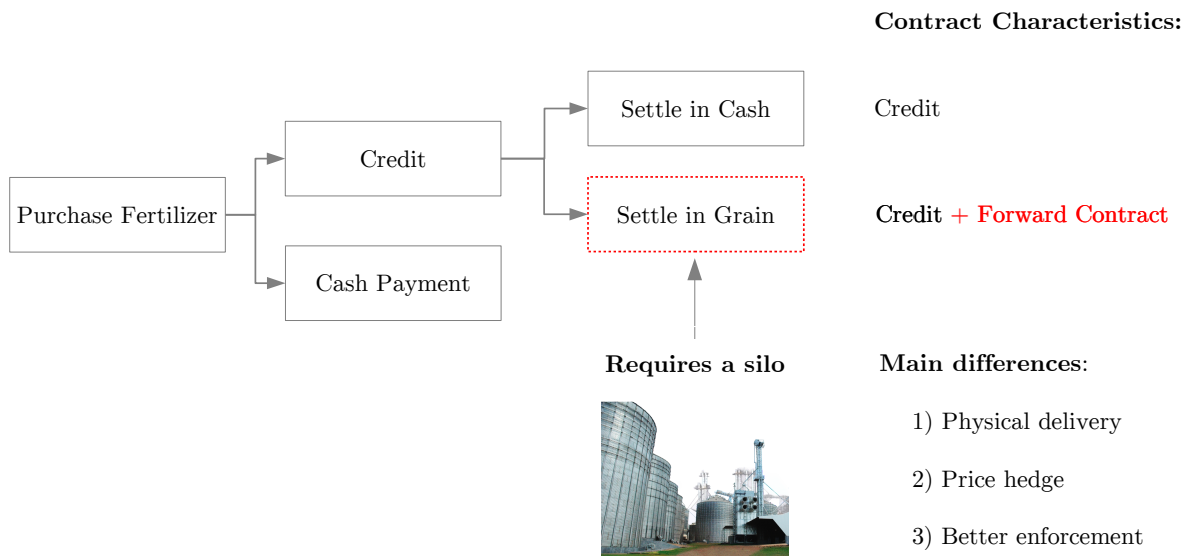 Contract Characteristics:
Settle in Cash
Credit
Credit
Purchase Fertilizer
Settle in Grain
Credit + Forward Contract
Cash Payment
Requires a silo
Main differences:
1) Physical delivery
2) Price hedge
3) Better enforcement